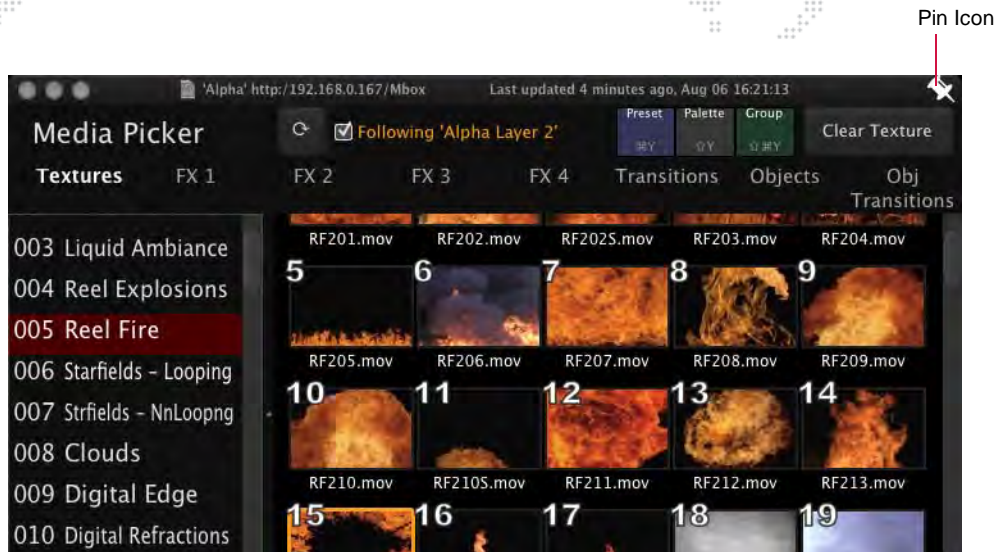 Pin Icon
'Alpha' http:/192.168.0.167/Mbox Last updated 4 minutes ago, Aug 06 16:21:13
Media Picker
Following 'Alpha Layer 2'
Preset Palette Group
⌘Y ⇧Y ⇧⌘Y
Clear Texture
Textures FX 1 FX 2 FX 3 FX 4 Transitions Objects Obj Transitions
003 Liquid Ambiance
004 Reel Explosions
005 Reel Fire
006 Starfields – Looping
007 Strfields – NnLoopng
008 Clouds
009 Digital Edge
010 Digital Refractions
RF201.mov RF202.mov RF202S.mov RF203.mov RF204.mov
5 6 7 8 9
RF205.mov RF206.mov RF207.mov RF208.mov RF209.mov
10 11 12 13 14
RF210.mov RF210S.mov RF211.mov RF212.mov RF213.mov
15 16 17 18 19